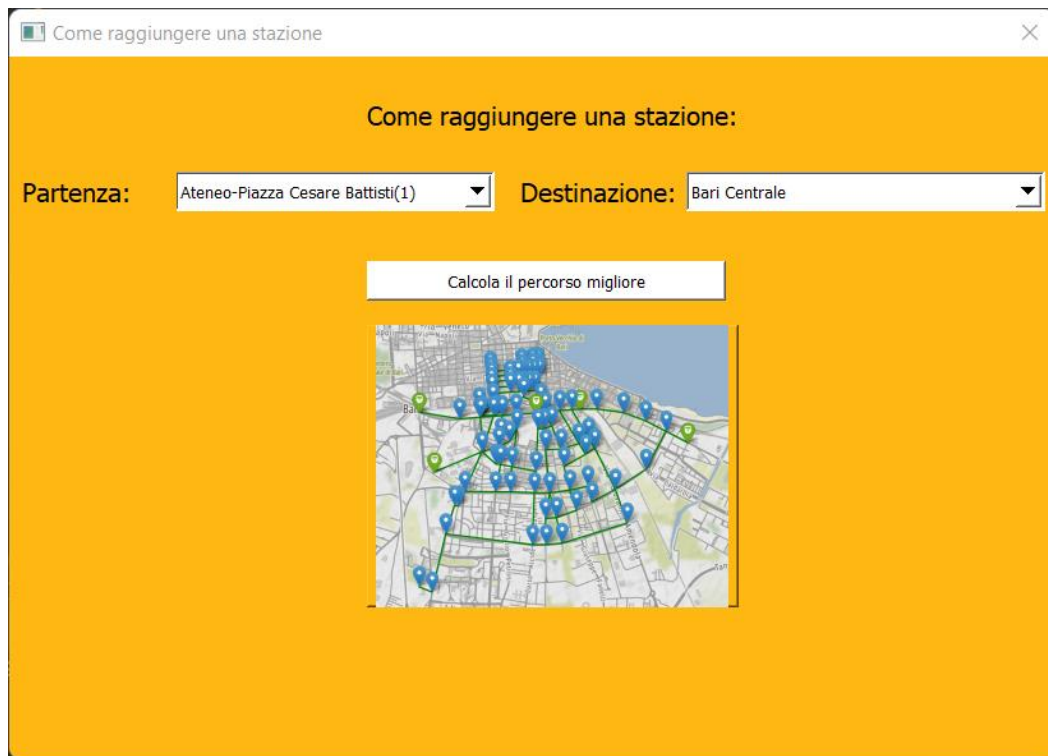 Come raggiungere una stazione
Come raggiungere una stazione:
Partenza:
Ateneo-Piazza Cesare Battisti(1)
Destinazione:
Bari Centrale
Calcola il percorso migliore